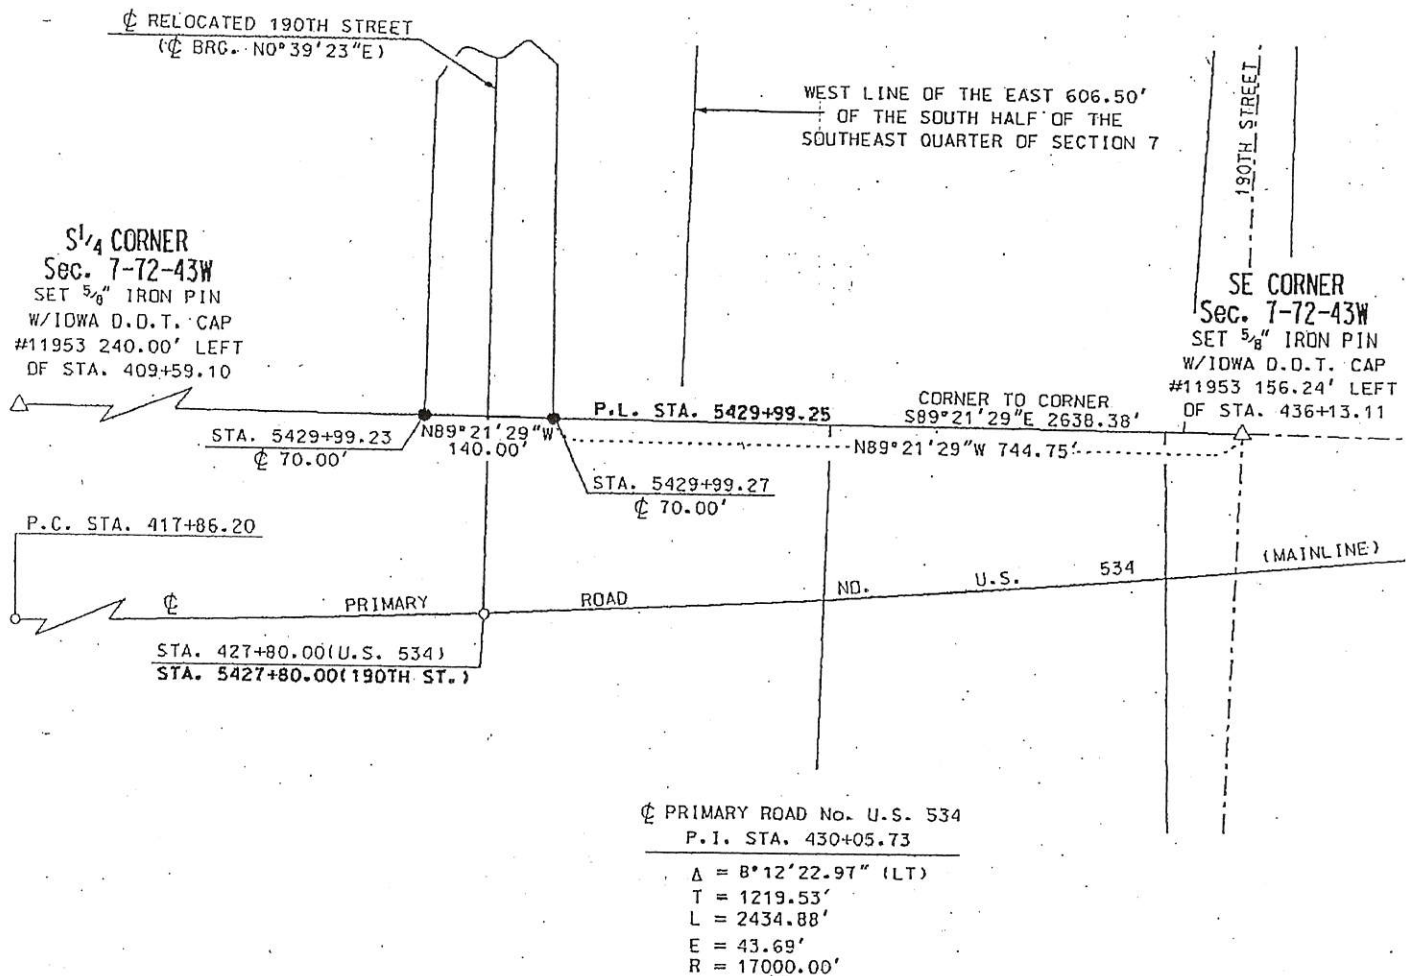 ℄ RELOCATED 190TH STREET
(℄ BRG. N0°39'23"E)
WEST LINE OF THE EAST 606.50'
OF THE SOUTH HALF OF THE
SOUTHEAST QUARTER OF SECTION 7
190TH STREET
S1/4 CORNER
Sec. 7-72-43W
SET 5/8" IRON PIN
W/IOWA D.O.T. CAP
#11953 240.00' LEFT
OF STA. 409+59.10
SE CORNER
Sec. 7-72-43W
SET 5/8" IRON PIN
W/IOWA D.O.T. CAP
#11953 156.24' LEFT
OF STA. 436+13.11
P.L. STA. 5429+99.25
CORNER TO CORNER
S89°21'29"E 2638.38'
STA. 5429+99.23
℄ 70.00'
N89°21'29"W
140.00'
N89°21'29"W 744.75'
STA. 5429+99.27
℄ 70.00'
P.C. STA. 417+86.20
℄ PRIMARY ROAD NO. U.S. 534 (MAINLINE)
STA. 427+80.00(U.S. 534)
STA. 5427+80.00(190TH ST.)
℄ PRIMARY ROAD No. U.S. 534
P.I. STA. 430+05.73
Δ = 8°12'22.97" (LT)
T = 1219.53'
L = 2434.88'
E = 43.69'
R = 17000.00'